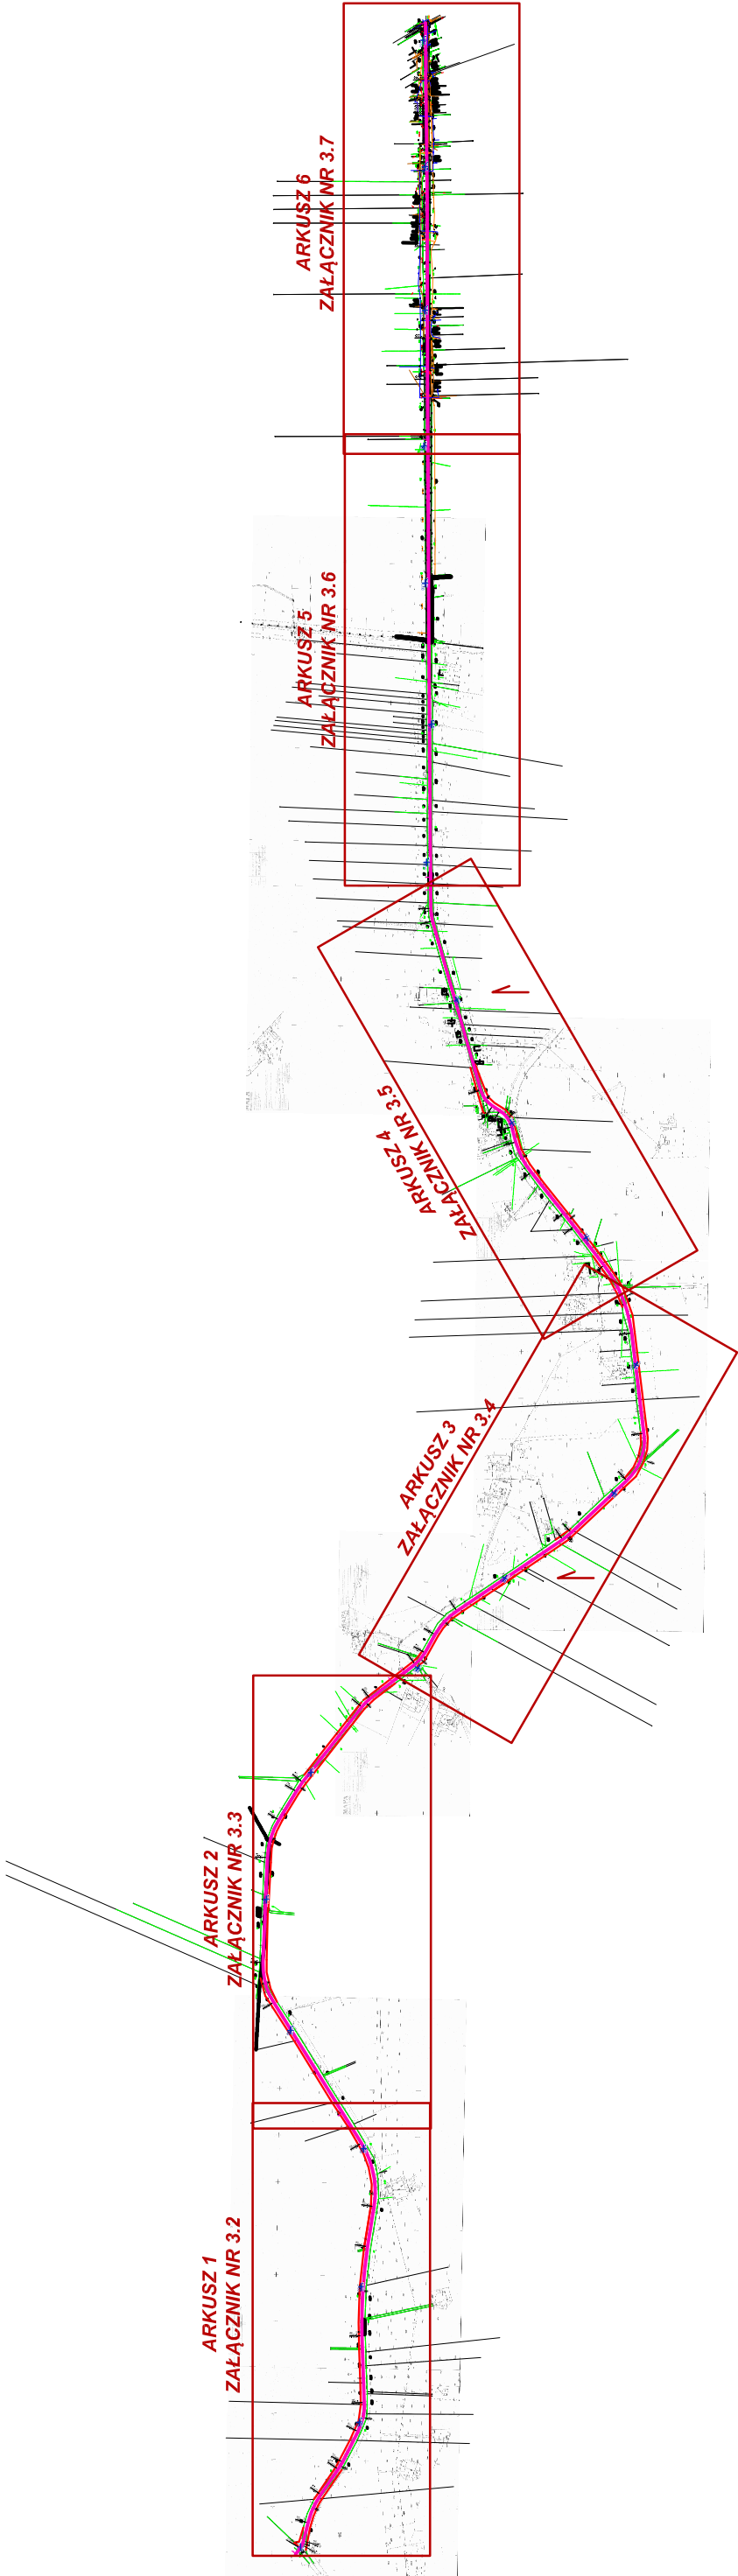 ARKUSZ 6
ZAŁĄCZNIK NR 3.7
ARKUSZ 5
ZAŁĄCZNIK NR 3.6
ARKUSZ 4
ZAŁĄCZNIK NR 3.5
ARKUSZ 3
ZAŁĄCZNIK NR 3.4
ARKUSZ 2
ZAŁĄCZNIK NR 3.3
ARKUSZ 1
ZAŁĄCZNIK NR 3.2